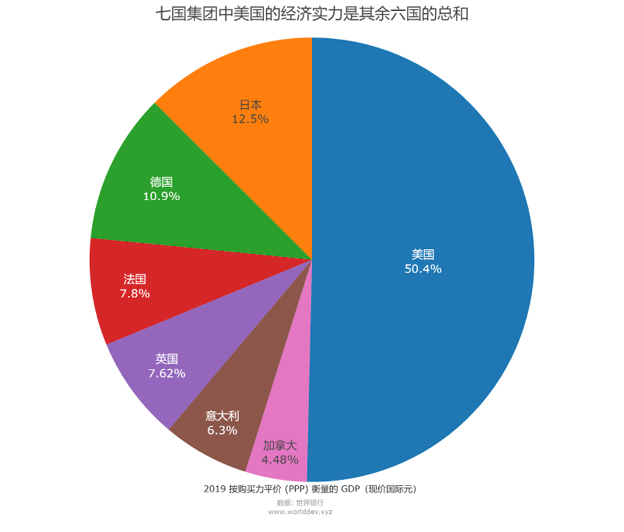 七国集团中美国的经济实力是其余六国的总和
日本
12.5%
德国
10.9%
美国
50.4%
法国
7.8%
英国
7.62%
意大利
6.3%
加拿大
4.48%
2019 按购买力平价 (PPP) 衡量的 GDP (现价国际元)
数据: 世界银行
www.worlddev.xyz